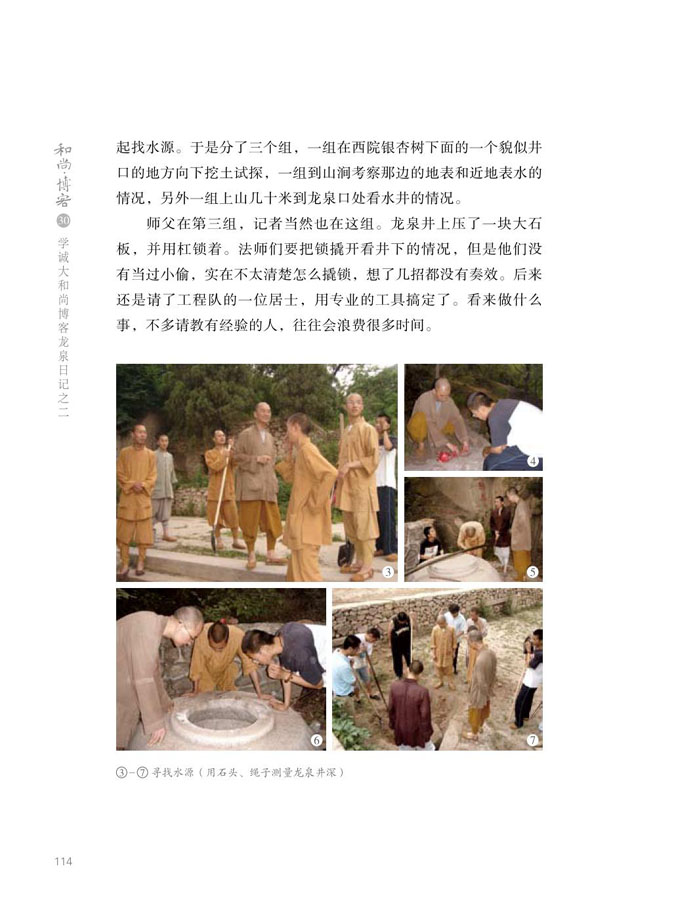 和尚·博客
30
学诚大和尚博客龙泉日记之二
起找水源。于是分了三个组，一组在西院银杏树下面的一个貌似井
口的地方向下挖土试探，一组到山涧考察那边的地表和近地表水的
情况，另外一组上山几十米到龙泉口处看水井的情况。
师父在第三组，记者当然也在这组。龙泉井上压了一块大石
板，并用杠锁着。法师们要把锁撬开看井下的情况，但是他们没
有当过小偷，实在不太清楚怎么撬锁，想了几招都没有奏效。后来
还是请了工程队的一位居士，用专业的工具搞定了。看来做什么
事，不多请教有经验的人，往往会浪费很多时间。
③
④
⑤
⑥
⑦
③-⑦ 寻找水源（用石头、绳子测量龙泉井深）
114